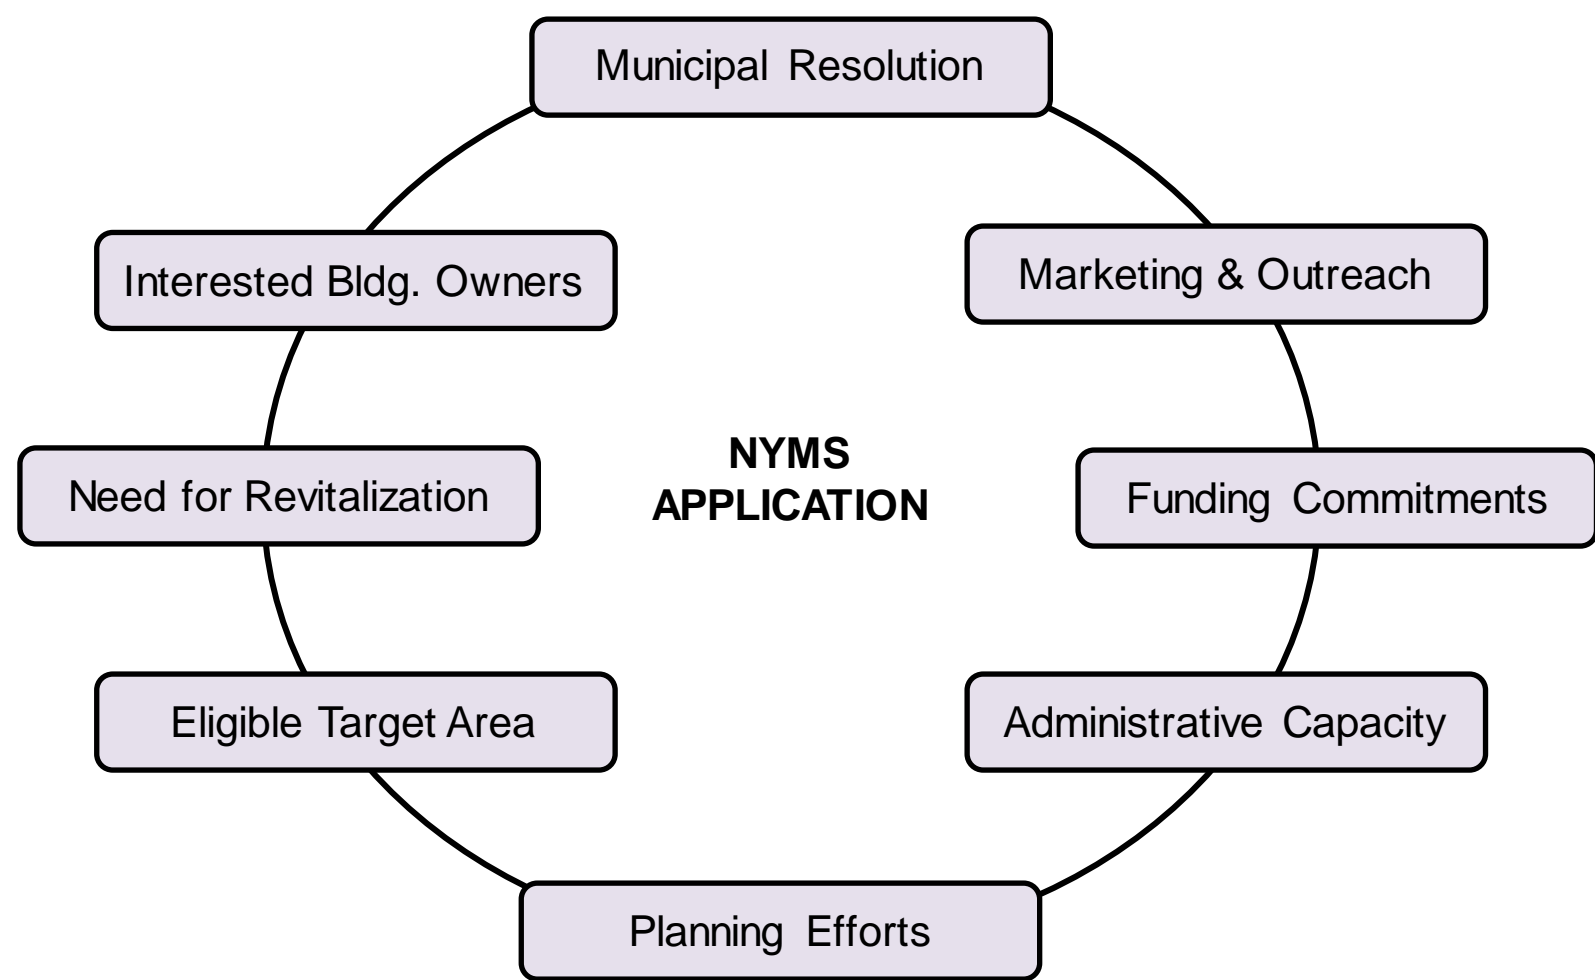 Municipal Resolution
Interested Bldg. Owners
Marketing & Outreach
NYMS
APPLICATION
Need for Revitalization
Funding Commitments
Eligible Target Area
Administrative Capacity
Planning Efforts